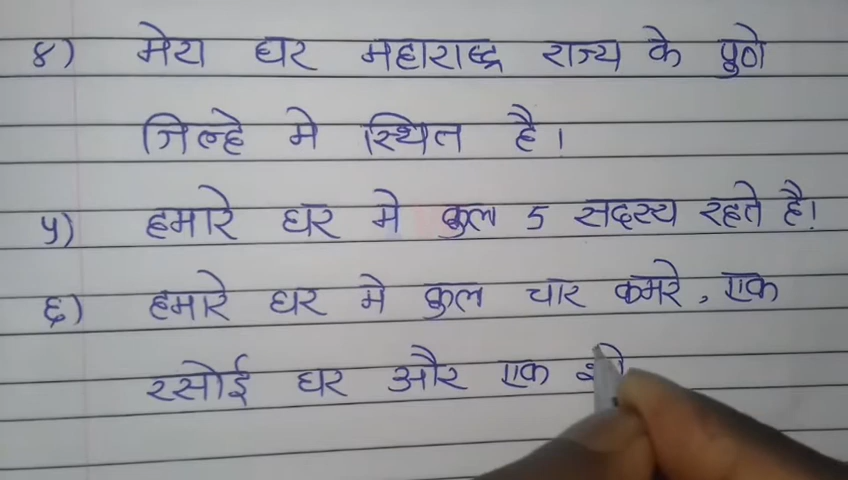 ४) मेरा घर महाराष्ट्र राज्य के पुणे
जिल्हे मे स्थित है।
५) हमारे घर मे कुल 5 सदस्य रहते है।
६) हमारे घर मे कुल चार कमरे, एक
रसोई घर और एक